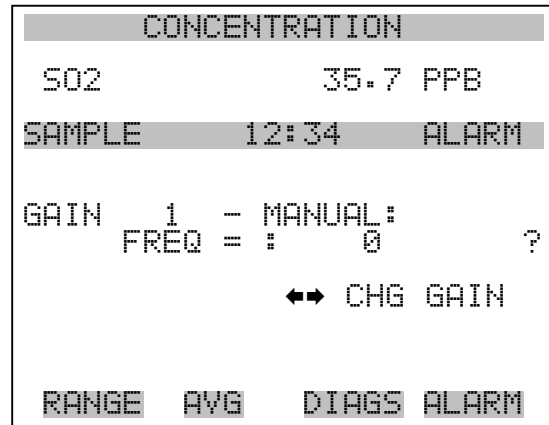 CONCENTRATION
SO2 35.7 PPB
SAMPLE 12:34 ALARM
GAIN 1 - MANUAL:
FREQ = : 0 ?
⬅➡ CHG GAIN
RANGE AVG DIAGS ALARM